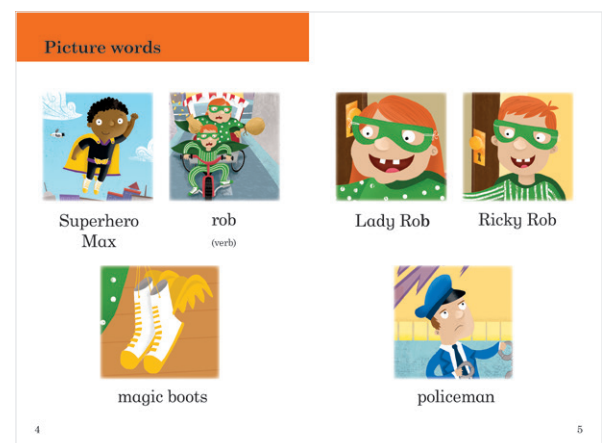 Picture words
Superhero
Max
rob
(verb)
Lady Rob
Ricky Rob
magic boots
policeman
4
5